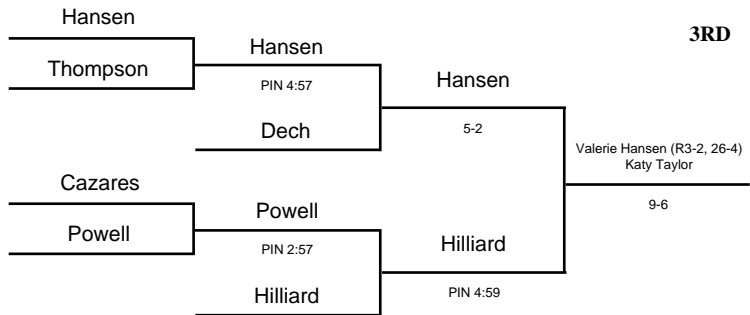 Hansen
Thompson
Hansen
PIN 4:57
Dech
Hansen
5-2
3RD
Valerie Hansen (R3-2, 26-4)
Katy Taylor
9-6
Cazares
Powell
Powell
PIN 2:57
Hilliard
Hilliard
PIN 4:59